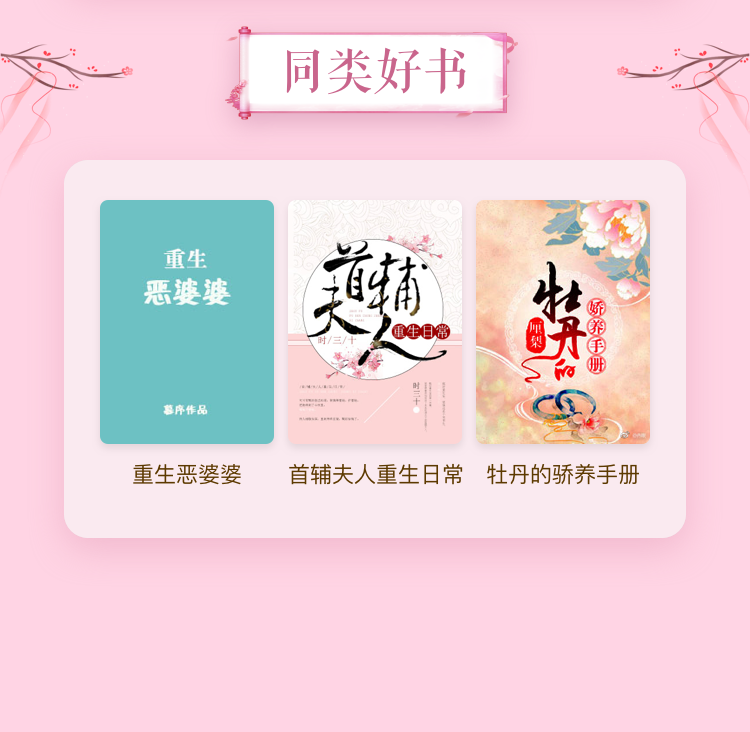 同类好书
重生
恶婆婆
慕序作品
首辅
夫人
重生日常
时/三/十
时三十
牡丹的
娇养手册
厘梨
重生恶婆婆
首辅夫人重生日常
牡丹的骄养手册